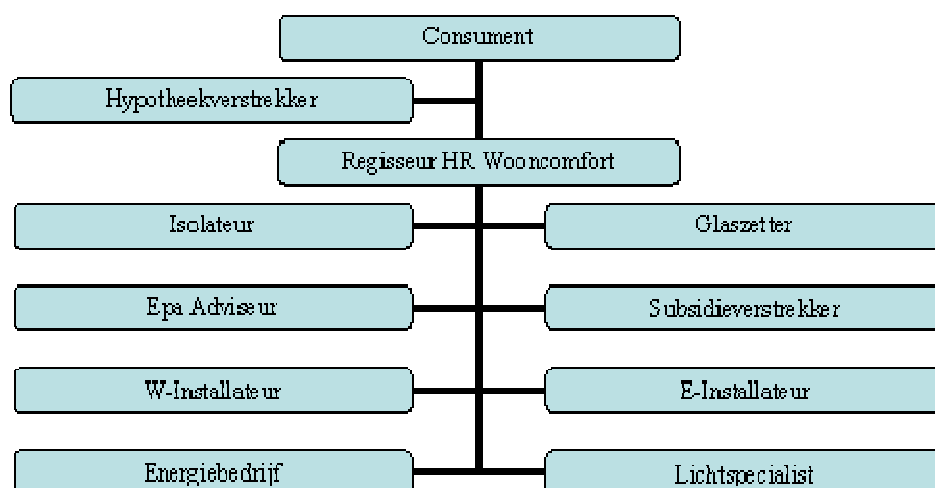 Consument
Hypotheekverstrekker
Regisseur HR Wooncomfort
Isolateur
Glaszetter
Epa Adviseur
Subsidieverstrekker
W-Installateur
E-Installateur
Energiebedrijf
Lichtspecialist